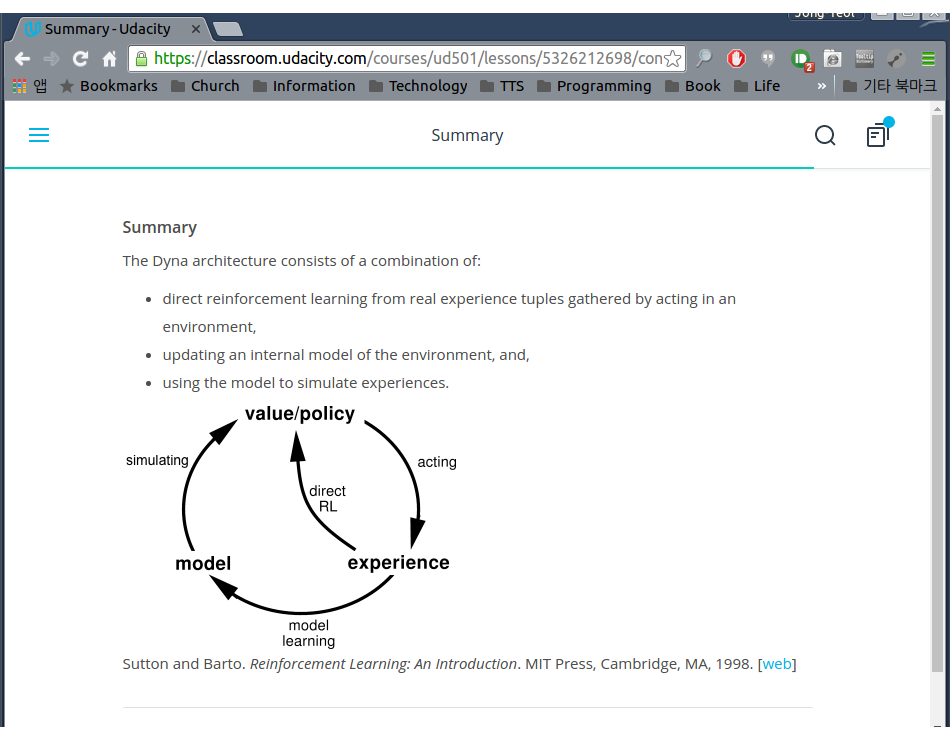 Jong Yeol
Summary - Udacity
https://classroom.udacity.com/courses/ud501/lessons/5326212698/con
2
앱 Bookmarks Church Information Technology TTS Programming Book Life » 기타 북마크
Summary
Summary
The Dyna architecture consists of a combination of:
• direct reinforcement learning from real experience tuples gathered by acting in an
environment,
• updating an internal model of the environment, and,
• using the model to simulate experiences.
value/policy
simulating
acting
direct
RL
model
experience
model
learning
Sutton and Barto. Reinforcement Learning: An Introduction. MIT Press, Cambridge, MA, 1998. [web]